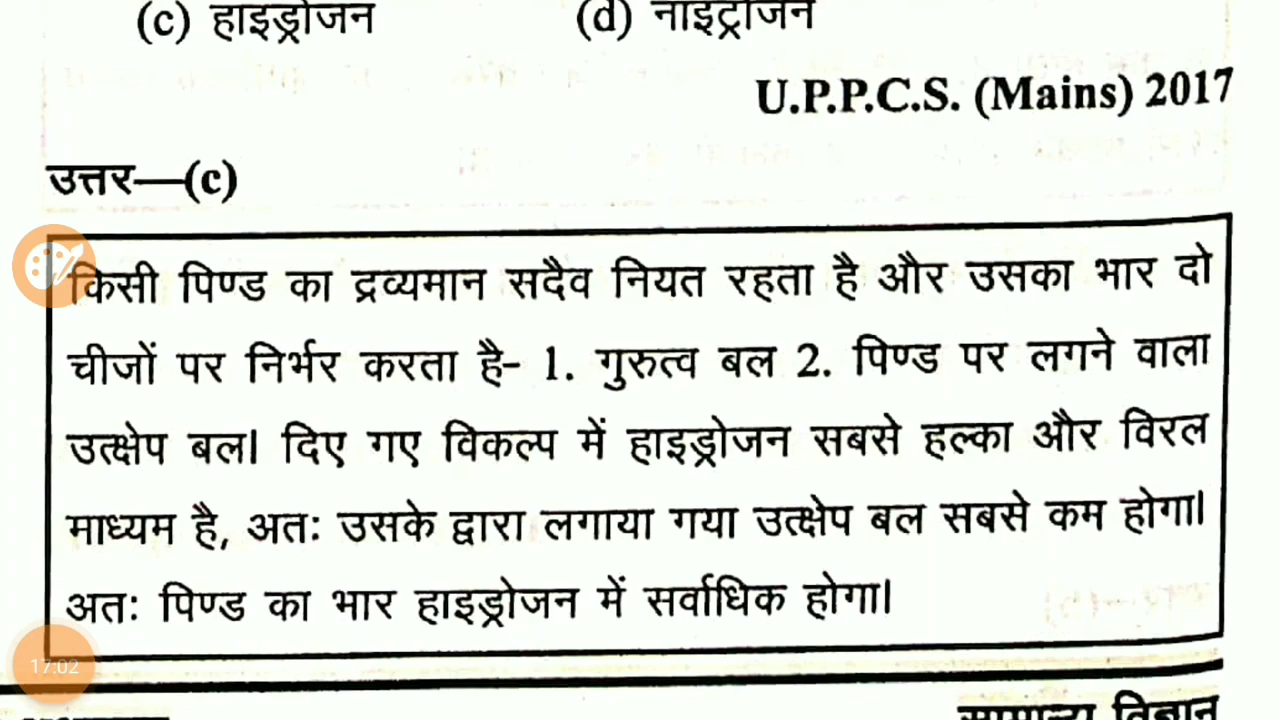 (c) हाइड्रोजन (d) नाइट्रोजन
U.P.P.C.S. (Mains) 2017
उत्तर—(c)
किसी पिण्ड का द्रव्यमान सदैव नियत रहता है और उसका भार दो
चीजों पर निर्भर करता है- 1. गुरुत्व बल 2. पिण्ड पर लगने वाला
उत्क्षेप बल। दिए गए विकल्प में हाइड्रोजन सबसे हल्का और विरल
माध्यम है, अतः उसके द्वारा लगाया गया उत्क्षेप बल सबसे कम होगा।
अतः पिण्ड का भार हाइड्रोजन में सर्वाधिक होगा।
17:02
सामान्य विज्ञान